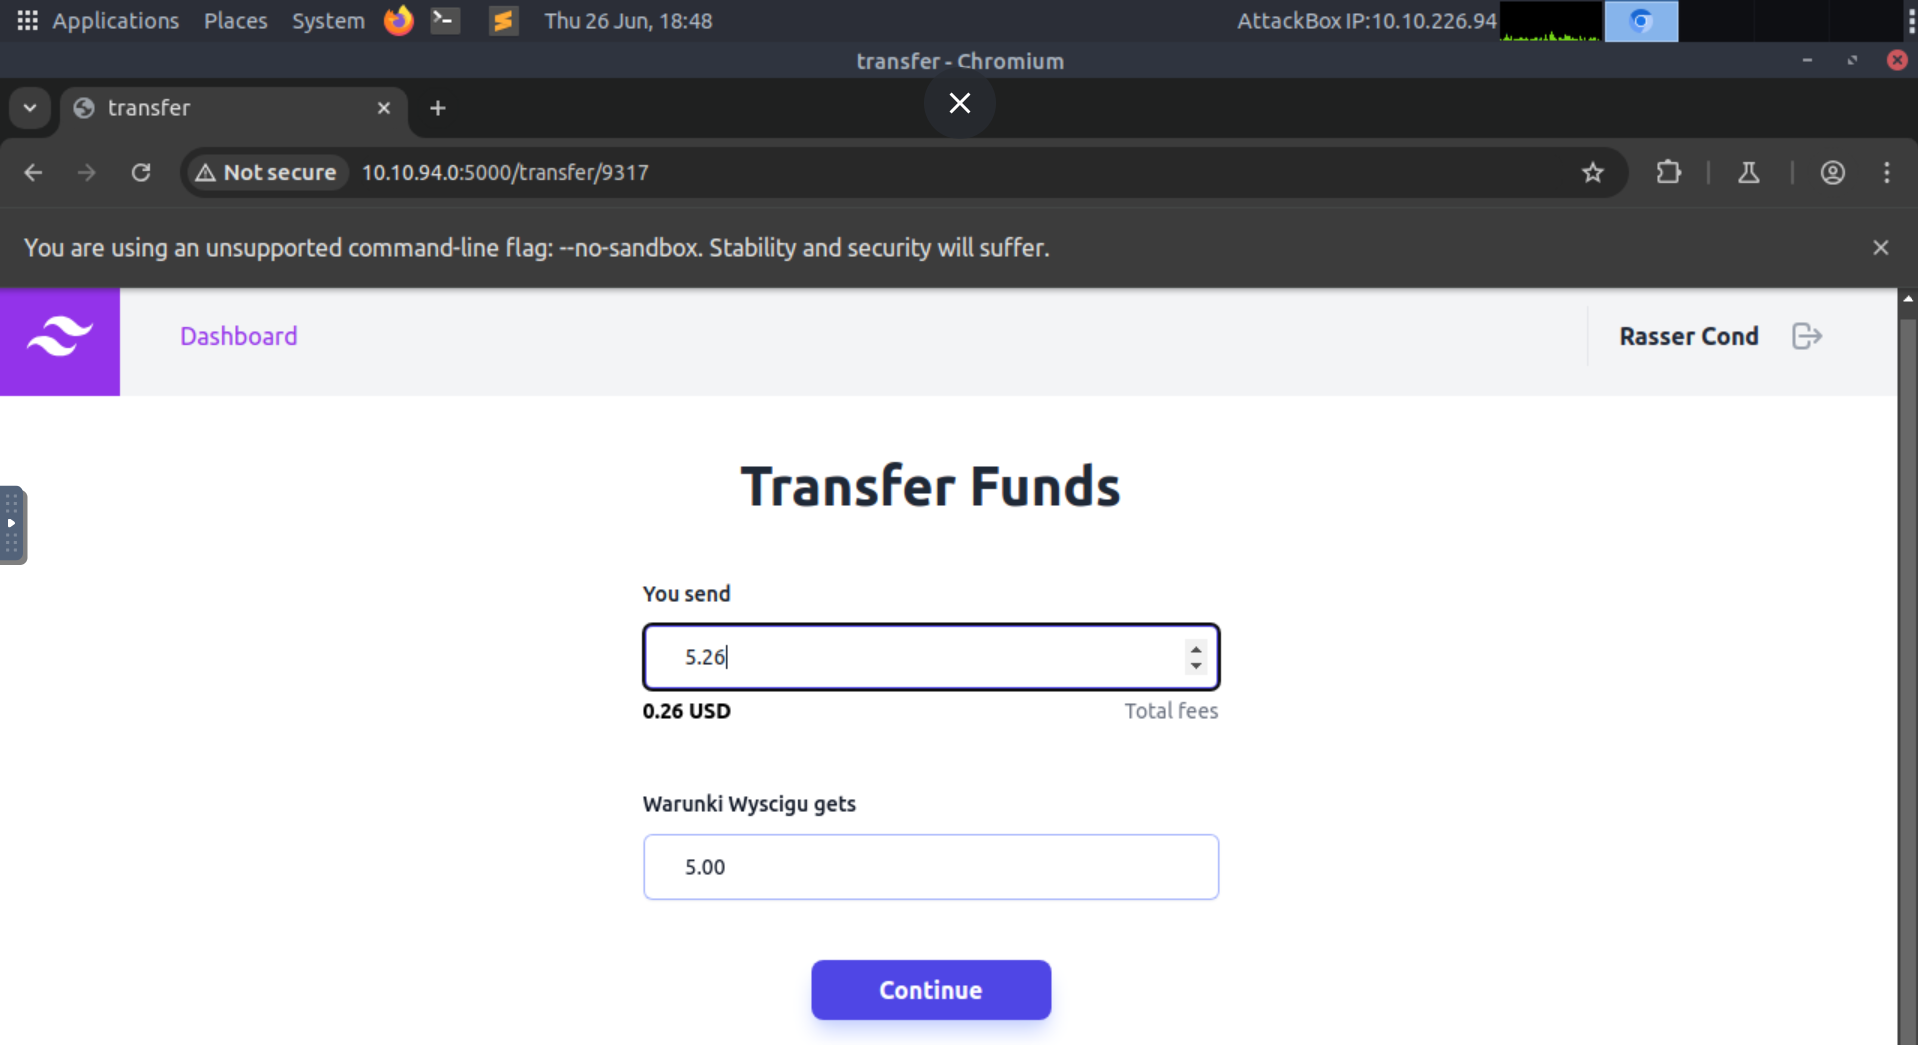 Applications Places System Thu 26 Jun, 18:48 AttackBox IP:10.10.226.94
transfer - Chromium
transfer
Not secure 10.10.94.0:5000/transfer/9317
You are using an unsupported command-line flag: --no-sandbox. Stability and security will suffer.
Dashboard Rasser Cond
Transfer Funds
You send
5.26
0.26 USD Total fees
Warunki Wyscigu gets
5.00
Continue